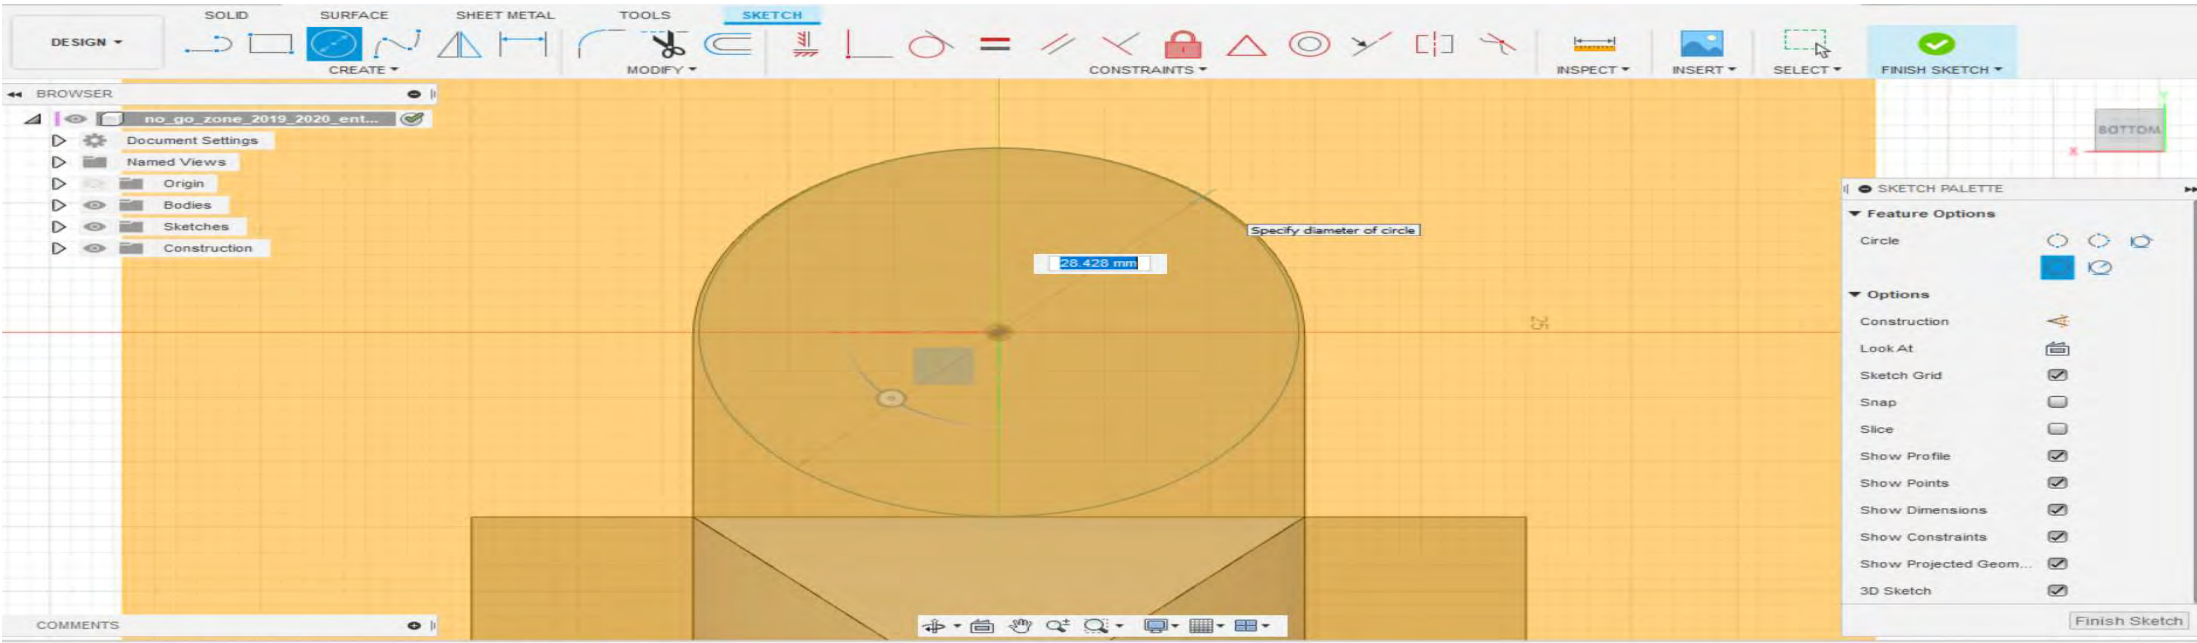 SOLID SURFACE SHEET METAL TOOLS SKETCH
DESIGN
CREATE MODIFY CONSTRAINTS INSPECT INSERT SELECT FINISH SKETCH
BROWSER
no_go_zone_2019_2020_ent...
Document Settings
Named Views
Origin
Bodies
Sketches
Construction
BOTTOM
Y
X
Specify diameter of circle
28.428 mm
25
SKETCH PALETTE
Feature Options
Circle
Options
Construction
Look At
Sketch Grid
Snap
Slice
Show Profile
Show Points
Show Dimensions
Show Constraints
Show Projected Geom...
3D Sketch
Finish Sketch
COMMENTS